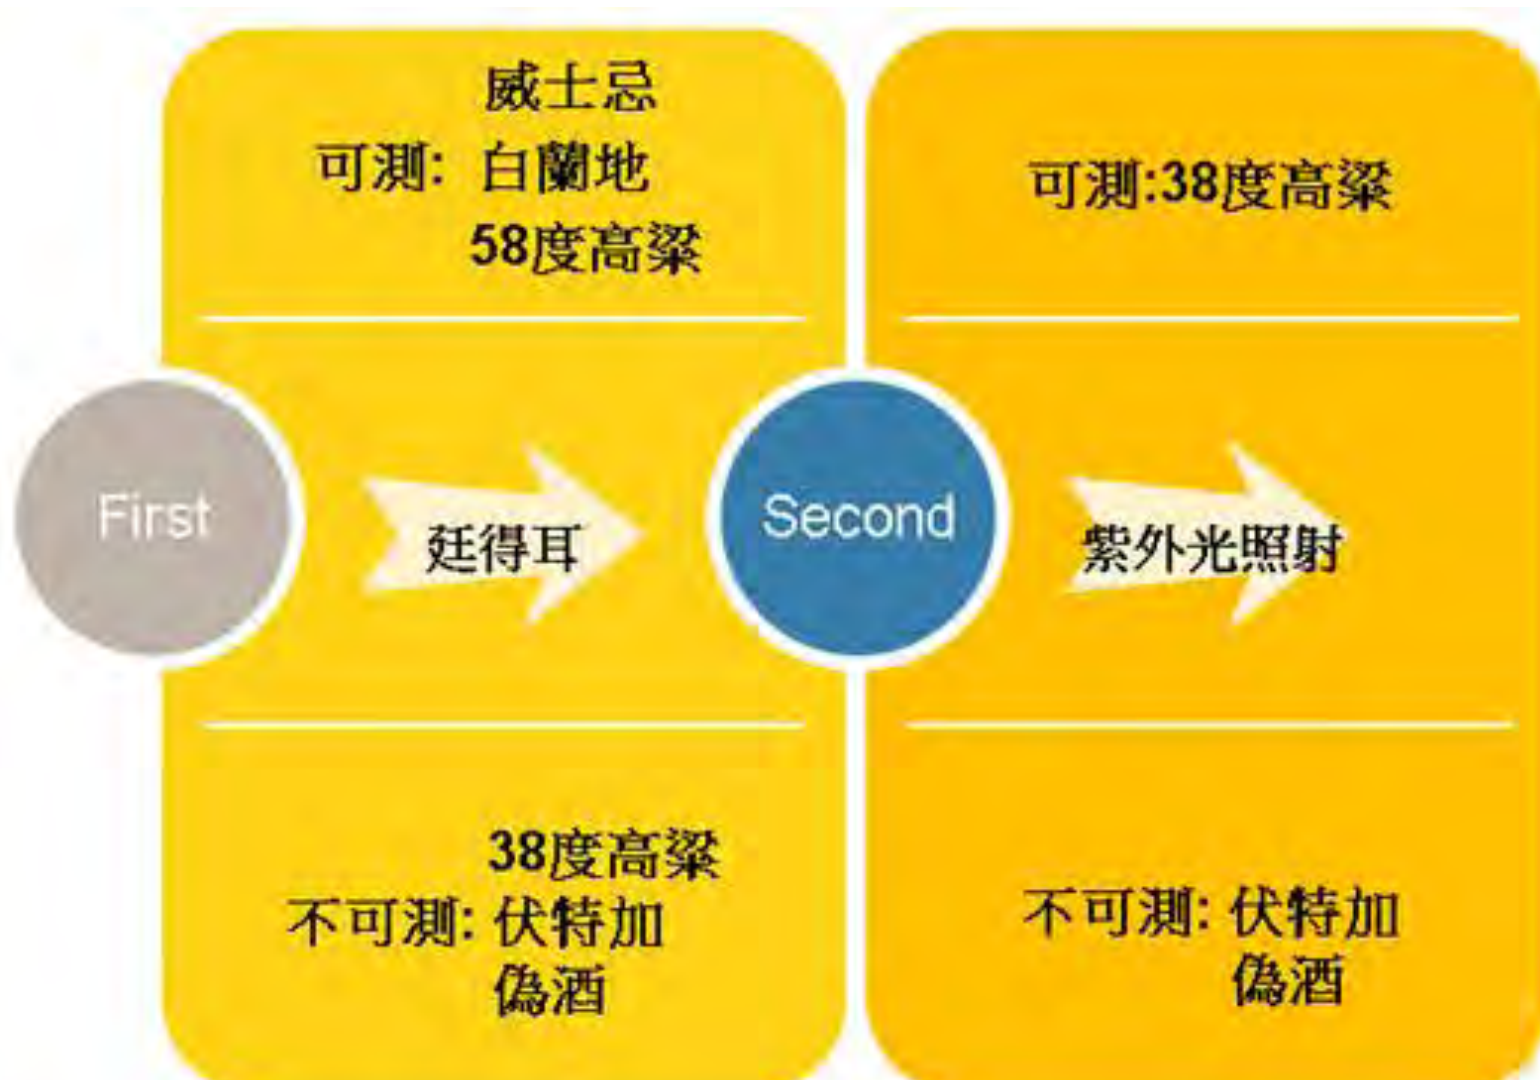 威士忌
可測: 白蘭地
58度高粱
First
廷得耳
38度高粱
不可測: 伏特加
偽酒
可測:38度高粱
Second
紫外光照射
不可測: 伏特加
偽酒